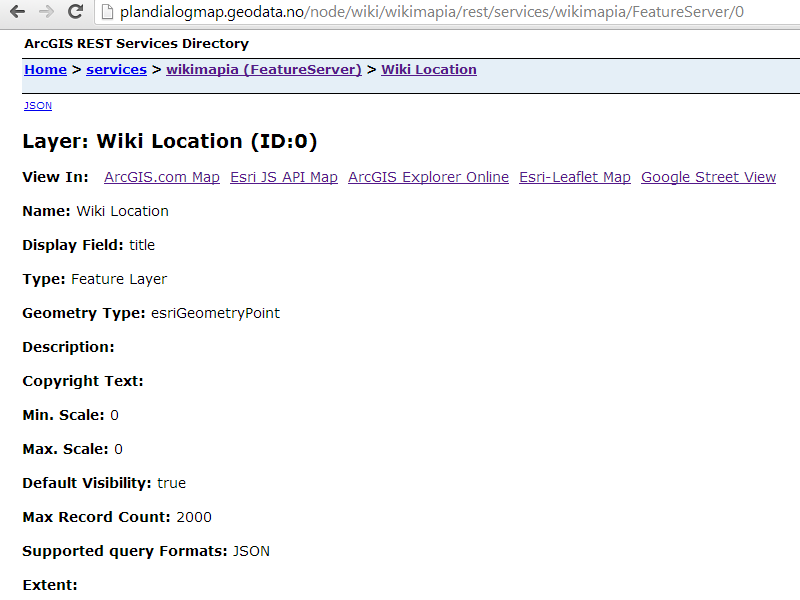 plandialogmap.geodata.no/node/wiki/wikimapia/rest/services/wikimapia/FeatureServer/0
ArcGIS REST Services Directory
Home > services > wikimapia (FeatureServer) > Wiki Location
JSON
Layer: Wiki Location (ID:0)
View In: ArcGIS.com Map Esri JS API Map ArcGIS Explorer Online Esri-Leaflet Map Google Street View
Name: Wiki Location
Display Field: title
Type: Feature Layer
Geometry Type: esriGeometryPoint
Description:
Copyright Text:
Min. Scale: 0
Max. Scale: 0
Default Visibility: true
Max Record Count: 2000
Supported query Formats: JSON
Extent: